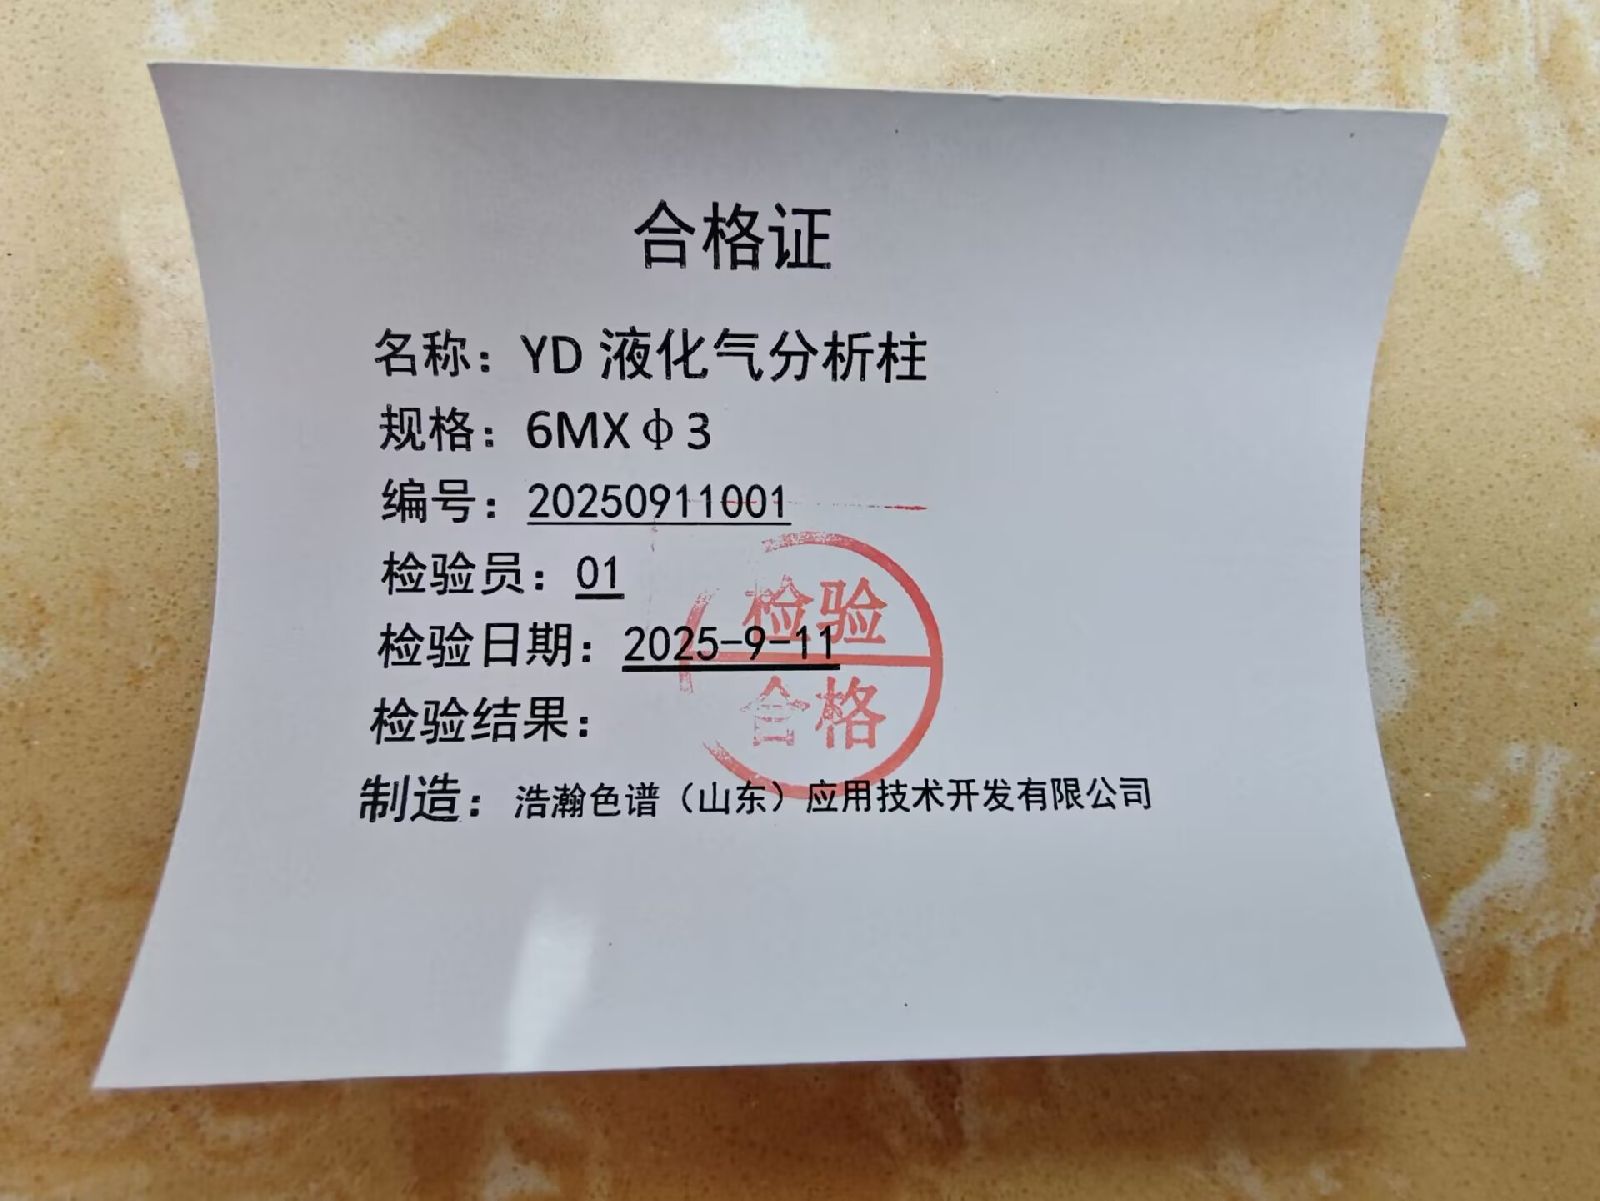 合格证
名称：YD 液化气分析柱
规格：6MXφ3
编号：20250911001
检验员：01
检验日期：2025-9-11
检验结果：
检验
合格
制造：浩瀚色谱（山东）应用技术开发有限公司